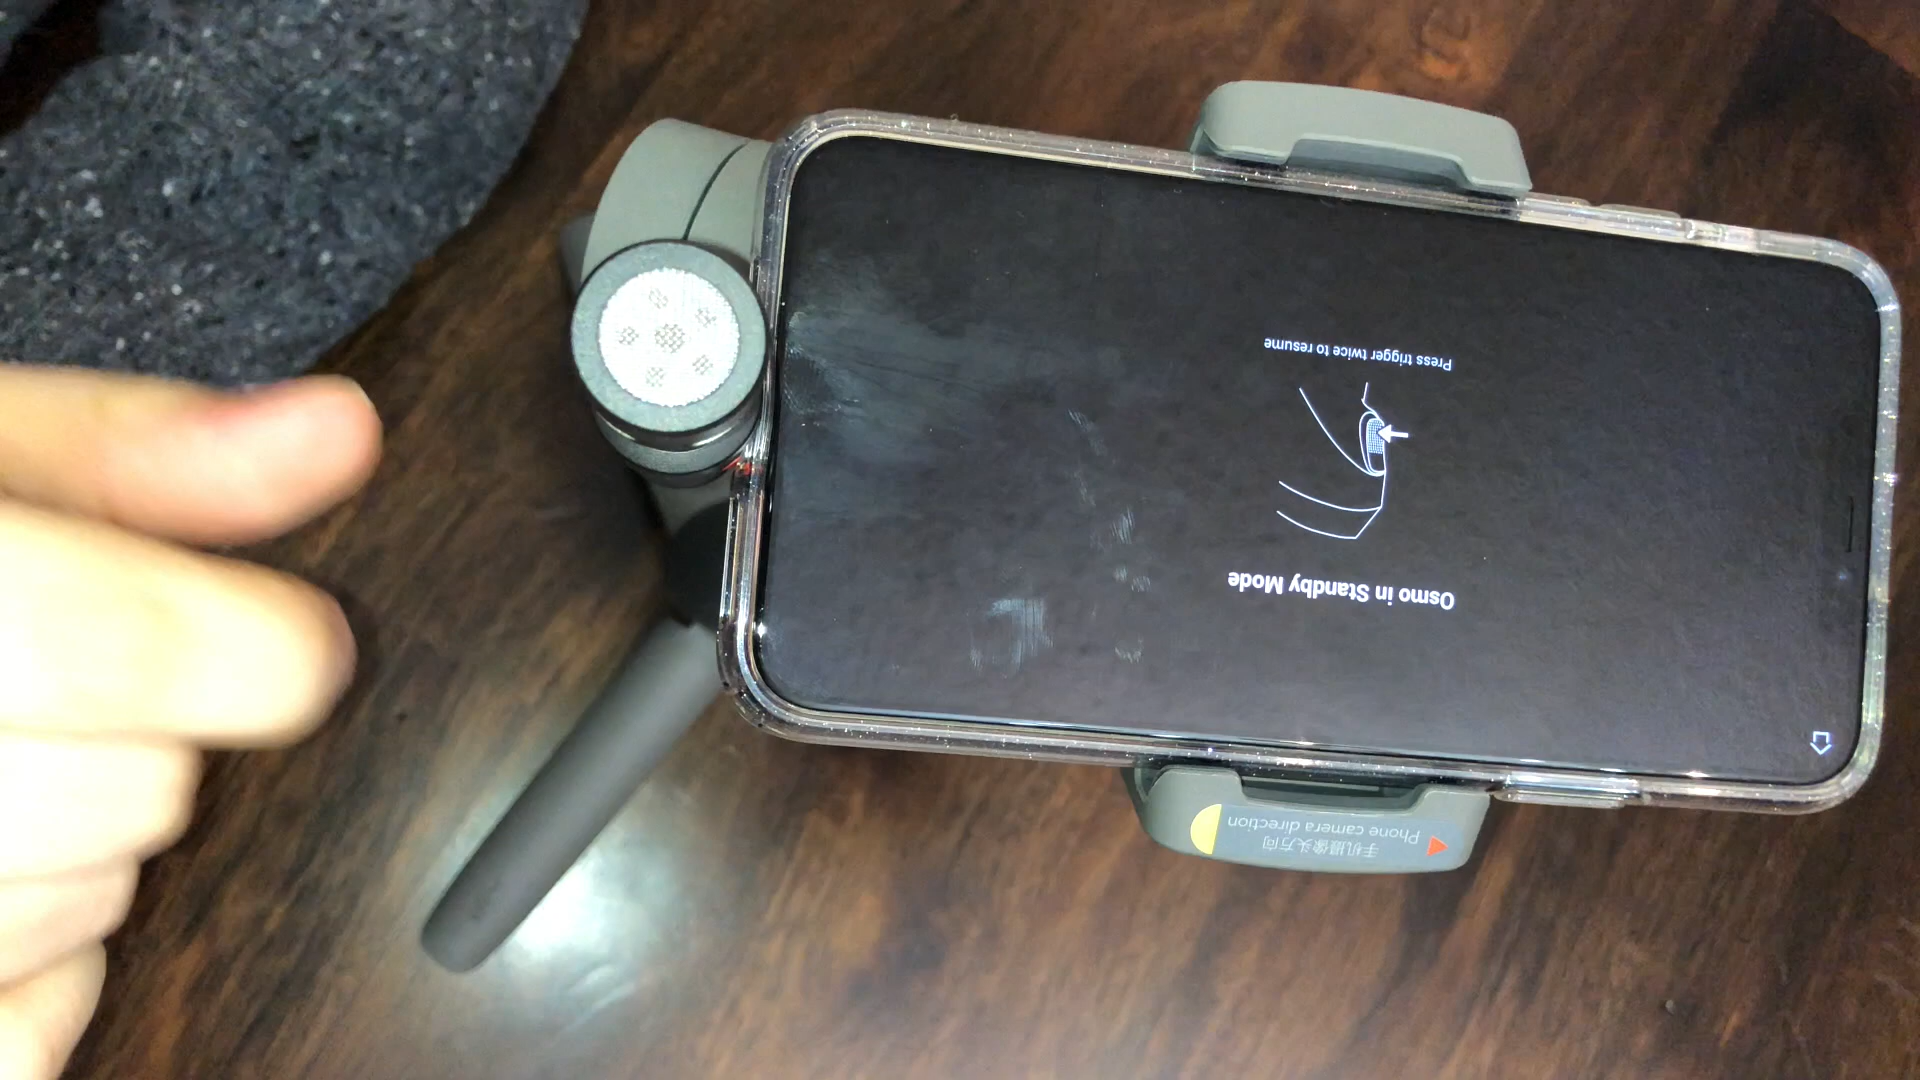 Osmo in Standby Mode
Press trigger twice to resume
手机摄像头方向
Phone camera direction